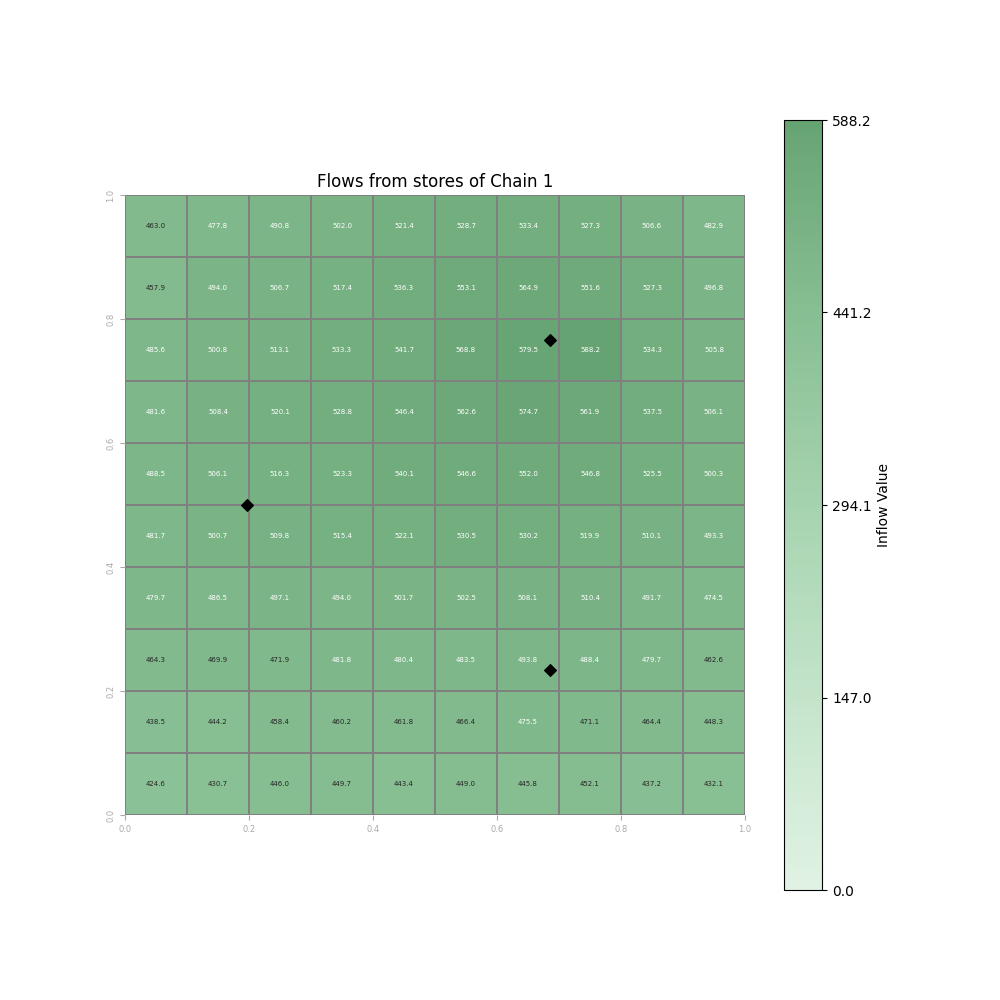 Flows from stores of Chain 1
588.2
441.2
294.1
147.0
0.0
Inflow Value
1.0
0.8
0.6
0.4
0.2
0.0
463.0 477.8 490.8 502.0 521.4 528.7 533.4 527.3 506.6 482.9
457.9 494.0 506.7 517.4 536.3 553.1 564.9 551.6 527.3 496.8
485.6 500.8 513.1 533.3 541.7 568.8 579.5 588.2 534.3 505.8
481.6 508.4 520.1 528.8 546.4 562.6 574.7 561.9 537.5 506.1
488.5 506.1 516.3 523.3 540.1 546.6 552.0 546.8 525.5 500.3
481.7 500.7 509.8 515.4 522.1 530.5 530.2 519.9 510.1 493.3
479.7 486.5 497.1 494.0 501.7 502.5 508.1 510.4 491.7 474.5
464.3 469.9 471.9 481.8 480.4 483.5 493.8 488.4 479.7 462.6
438.5 444.2 458.4 460.2 461.8 466.4 475.5 471.1 464.4 448.3
424.6 430.7 446.0 449.7 443.4 449.0 445.8 452.1 437.2 432.1
0.0 0.2 0.4 0.6 0.8 1.0